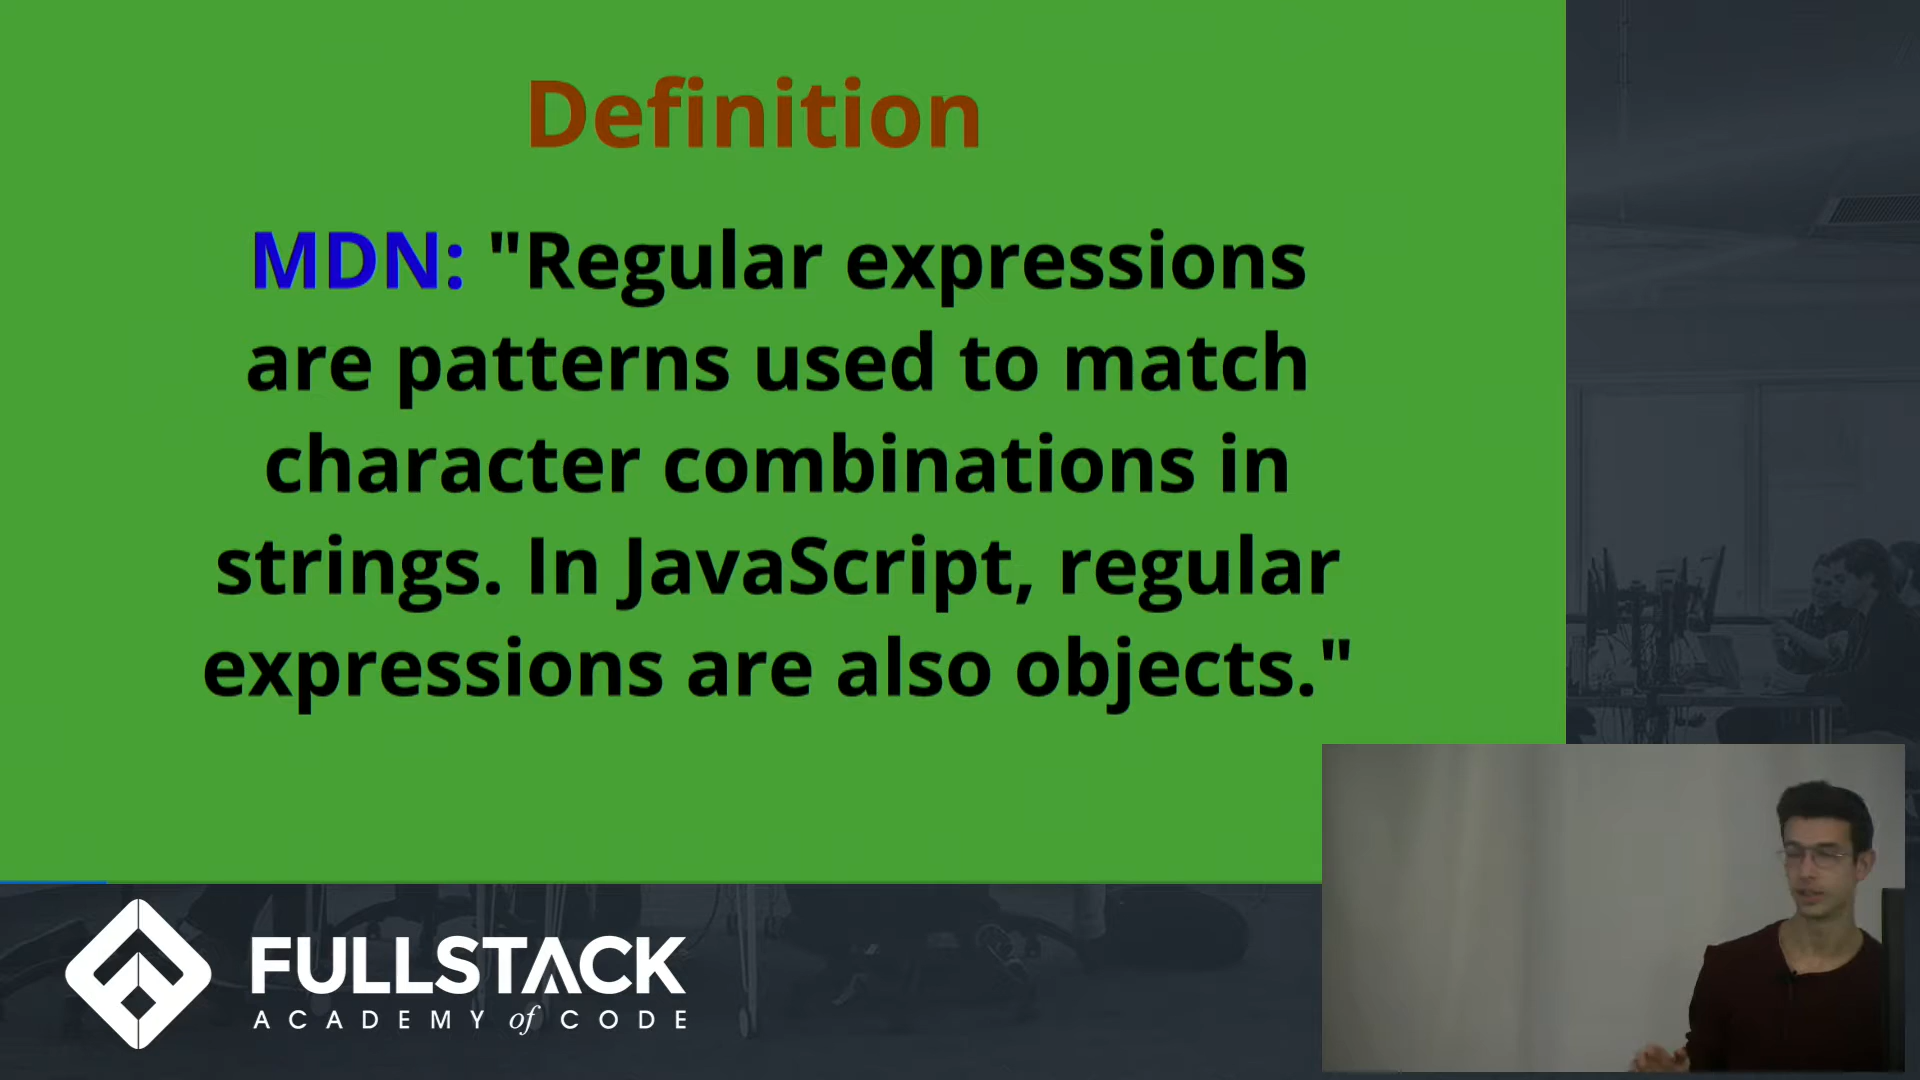 Definition
MDN: "Regular expressions
are patterns used to match
character combinations in
strings. In JavaScript, regular
expressions are also objects."
FULLSTACK
ACADEMY of CODE